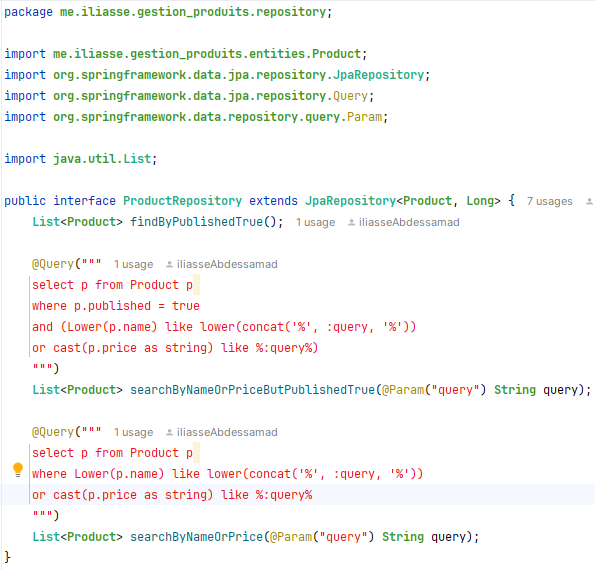 package me.iliasse.gestion_produits.repository;
import me.iliasse.gestion_produits.entities.Product;
import org.springframework.data.jpa.repository.JpaRepository;
import org.springframework.data.jpa.repository.Query;
import org.springframework.data.repository.query.Param;
import java.util.List;
public interface ProductRepository extends JpaRepository<Product, Long> { 7 usages
List<Product> findByPublishedTrue(); 1 usage iliasseAbdessamad
@Query(""" 1 usage iliasseAbdessamad
select p from Product p
where p.published = true
and (Lower(p.name) like lower(concat('%', :query, '%'))
or cast(p.price as string) like %:query%)
""")
List<Product> searchByNameOrPriceButPublishedTrue(@Param("query") String query);
@Query(""" 1 usage iliasseAbdessamad
select p from Product p
where Lower(p.name) like lower(concat('%', :query, '%'))
or cast(p.price as string) like %:query%
""")
List<Product> searchByNameOrPrice(@Param("query") String query);
}